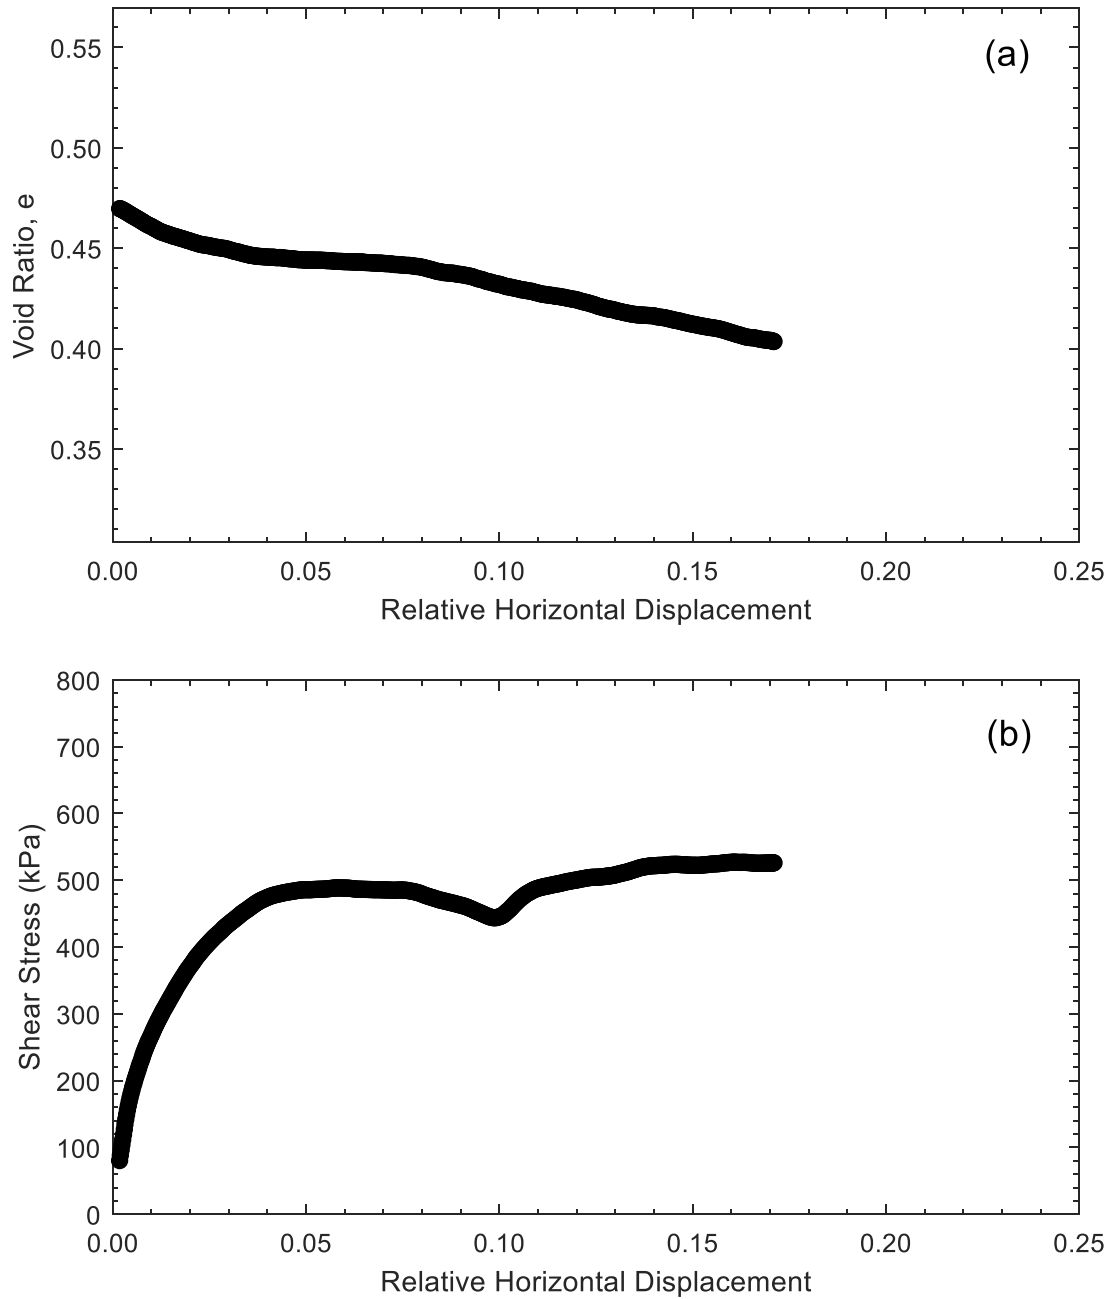 (a)
0.55
0.50
0.45
0.40
0.35
Void Ratio, e
0.00 0.05 0.10 0.15 0.20 0.25
Relative Horizontal Displacement
(b)
800
700
600
500
400
300
200
100
0
Shear Stress (kPa)
0.00 0.05 0.10 0.15 0.20 0.25
Relative Horizontal Displacement